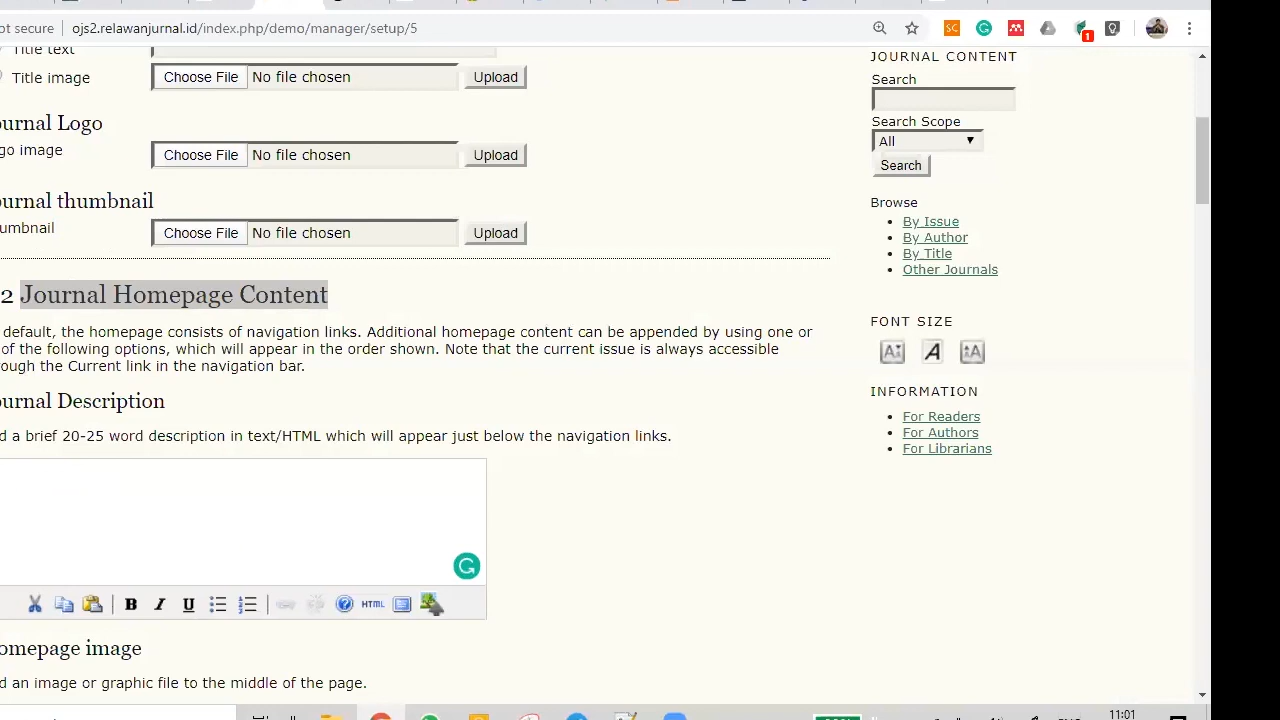 ot secure
ojs2.relawanjurnal.id/index.php/demo/manager/setup/5
1
Title text
Title image
Choose File No file chosen
Upload
urnal Logo
go image
Choose File No file chosen
Upload
urnal thumbnail
umbnail
Choose File No file chosen
Upload
2 Journal Homepage Content
default, the homepage consists of navigation links. Additional homepage content can be appended by using one or
of the following options, which will appear in the order shown. Note that the current issue is always accessible
rough the Current link in the navigation bar.
urnal Description
d a brief 20-25 word description in text/HTML which will appear just below the navigation links.
B I U HTML
omepage image
d an image or graphic file to the middle of the page.
JOURNAL CONTENT
Search
Search Scope
All
Search
Browse
By Issue
By Author
By Title
Other Journals
FONT SIZE
INFORMATION
For Readers
For Authors
For Librarians
11:01